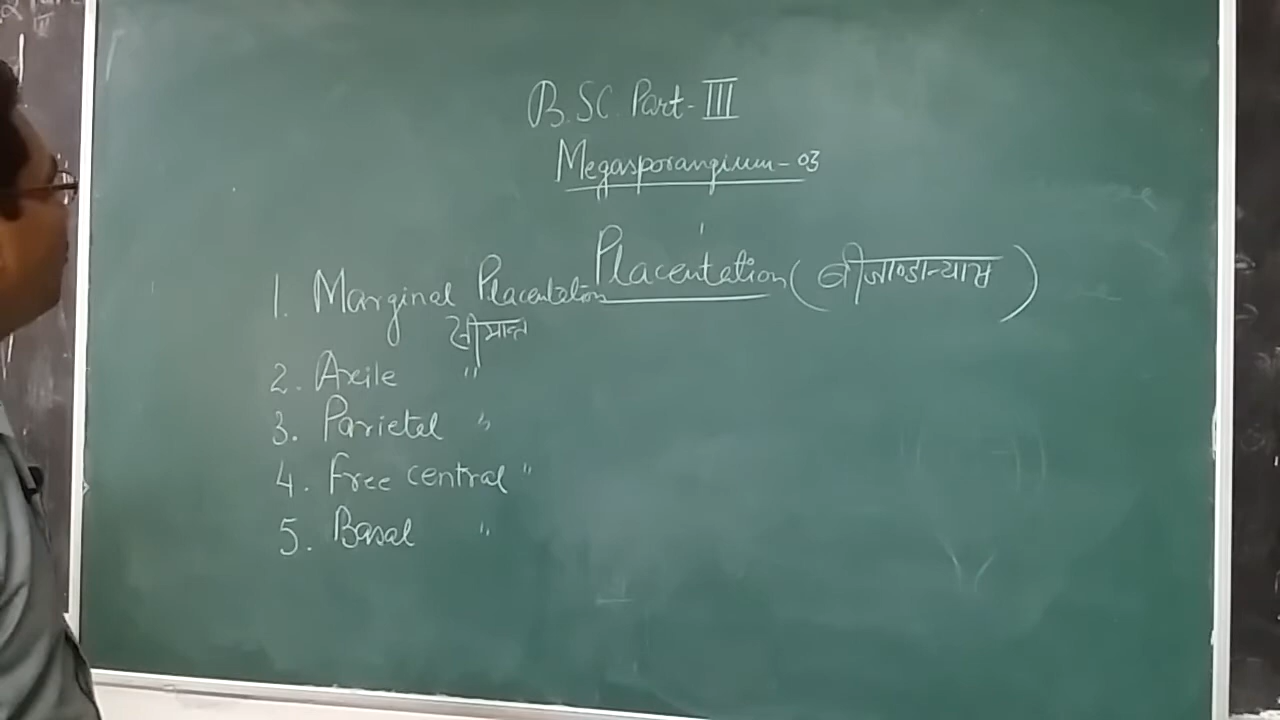 B.SC. Part-III
Megasporangium-03
Placentation (बीजाण्डान्यास)
1. Marginal Placentation
सीमान्त
2. Axile "
3. Parietal "
4. Free central "
5. Basal "